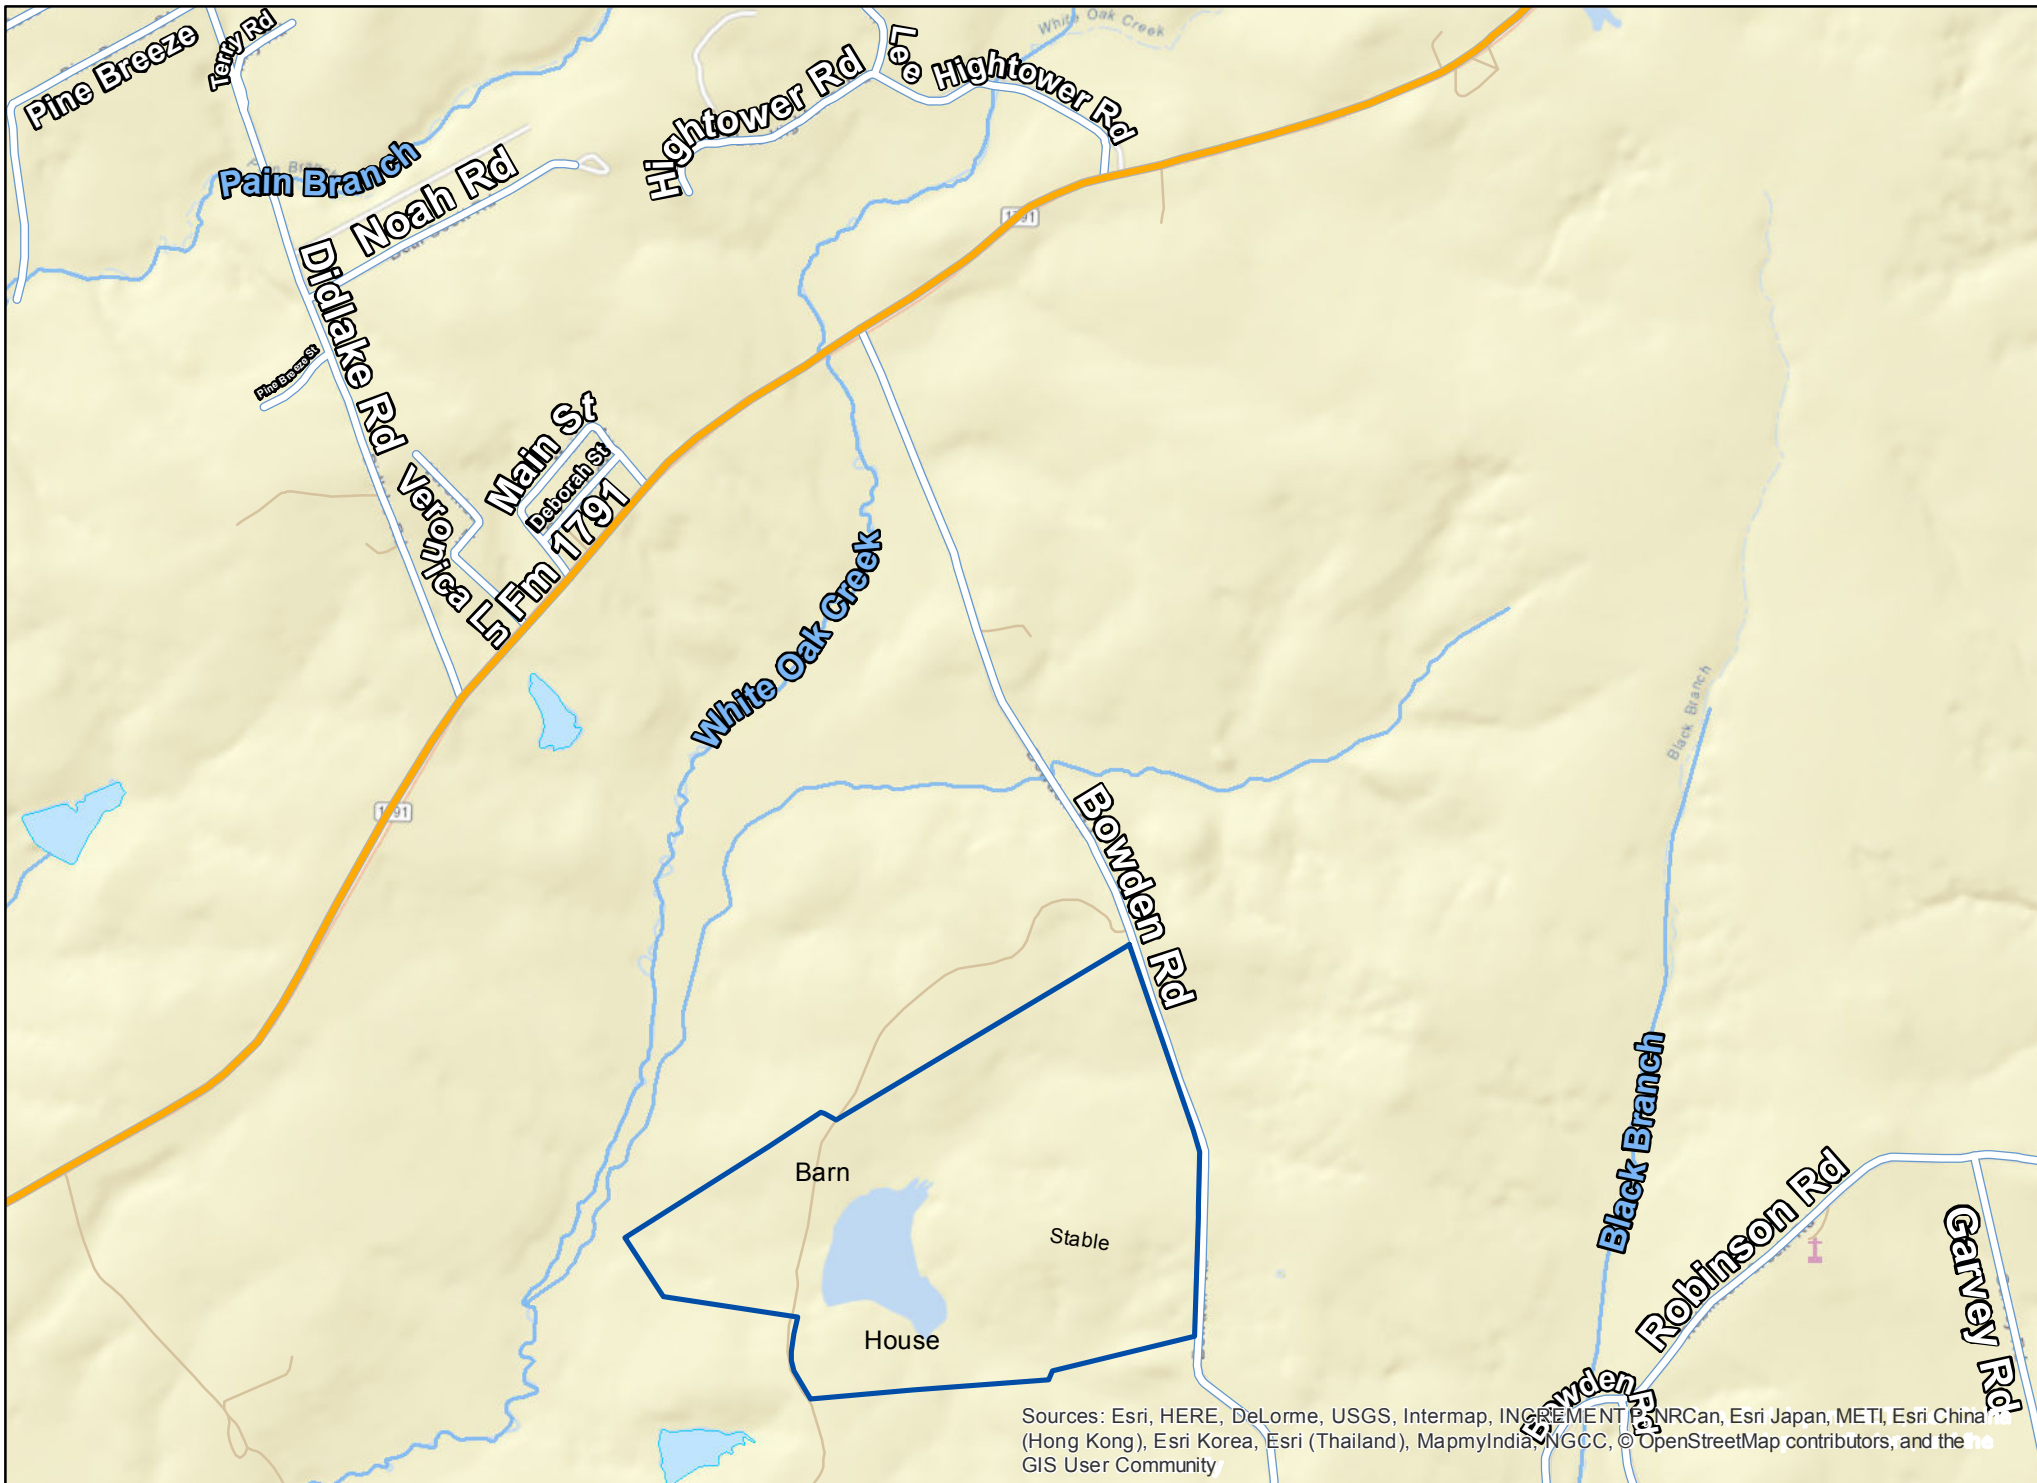 White Oak Creek
Pine Breeze
Terry Rd
Hightower Rd
Lee Hightower Rd
Pain Branch
Noah Rd
1791
Didlake Rd
Pine Breeze St
Main St
Deborah St
Veronica Ln
Fm 1791
White Oak Creek
Black Branch
Bowden Rd
Black Branch
Barn
Stable
House
Robinson Rd
Garvey Rd
Bowden Rd
Sources: Esri, HERE, DeLorme, USGS, Intermap, INCREMENT P, NRCan, Esri Japan, METI, Esri China
(Hong Kong), Esri Korea, Esri (Thailand), MapmyIndia, NGCC, © OpenStreetMap contributors, and the
GIS User Community